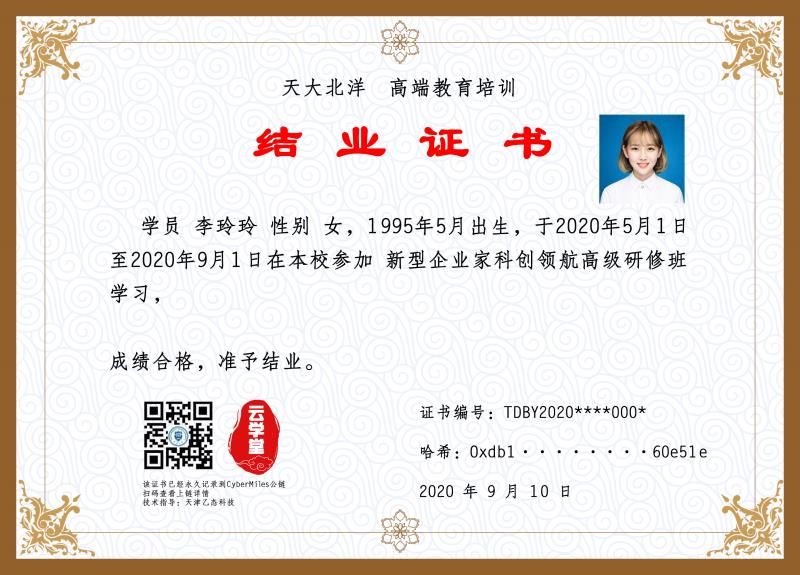 天大北洋 高端教育培训
结业证书
学员 李玲玲 性别 女，1995年5月出生，于2020年5月1日
至2020年9月1日在本校参加 新型企业家科创领航高级研修班
学习，
成绩合格，准予结业。
云学堂
证书编号：TDBY2020****000*
哈希：0xdb1········60e51e
2020 年 9 月 10 日
该证书已经永久记录到CyberMiles公链
扫码查看上链详情
技术指导：天津乙态科技